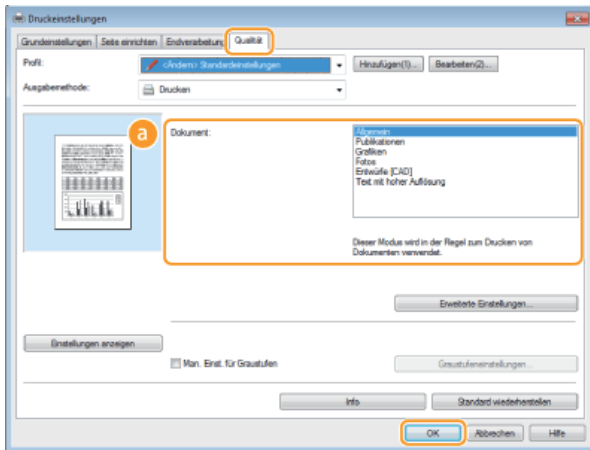 Druckeinstellungen
Grundeinstellungen Seite einrichten Endverarbeitung Qualität
Profil: <Ändern> Standardeinstellungen Hinzufügen(1)... Bearbeiten(2)...
Ausgabemethode: Drucken
a
Dokument:
Allgemein
Publikationen
Grafiken
Fotos
Entwürfe [CAD]
Text mit hoher Auflösung
Dieser Modus wird in der Regel zum Drucken von
Dokumenten verwendet.
Erweiterte Einstellungen...
Einstellungen anzeigen
Man. Einst. für Graustufen Graustufeneinstellungen...
Info Standard wiederherstellen
OK Abbrechen Hilfe